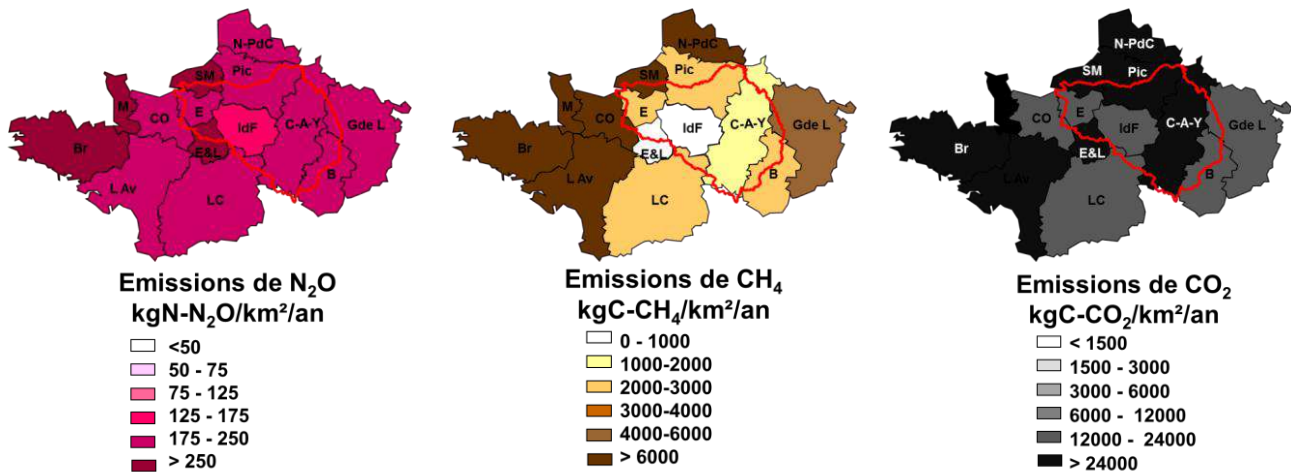 N-PdC
SM
Pic
M
CO
E
IdF
C-A-Y
Gde L
Br
E&L
L Av
LC
B
Emissions de N₂O
kgN-N₂O/km²/an
<50
50 - 75
75 - 125
125 - 175
175 - 250
> 250
N-PdC
SM
Pic
M
CO
E
IdF
C-A-Y
Gde L
Br
E&L
L Av
LC
B
Emissions de CH₄
kgC-CH₄/km²/an
0 - 1000
1000-2000
2000-3000
3000-4000
4000-6000
> 6000
N-PdC
SM
Pic
CO
E
IdF
C-A-Y
Gde L
Br
E&L
L Av
LC
B
Emissions de CO₂
kgC-CO₂/km²/an
< 1500
1500 - 3000
3000 - 6000
6000 - 12000
12000 - 24000
> 24000